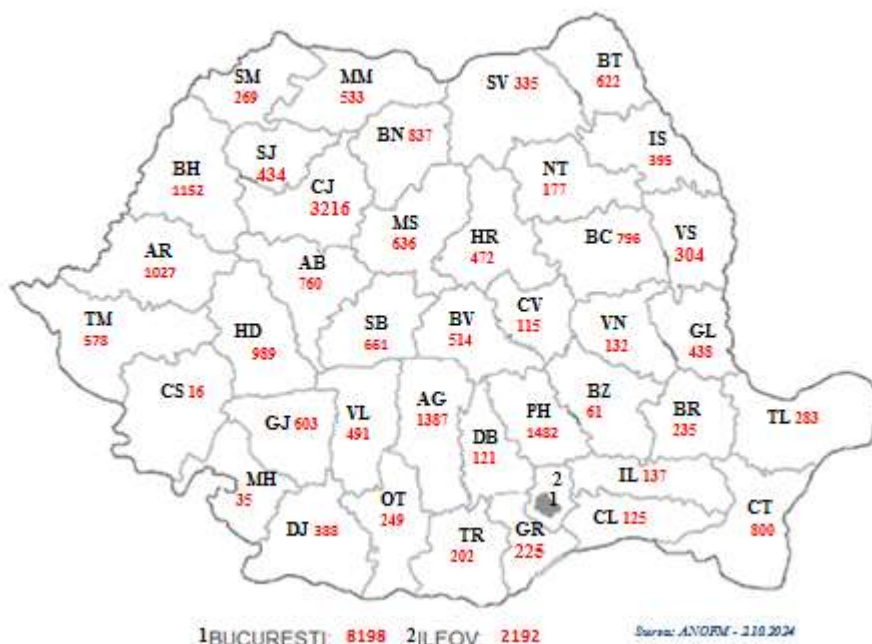 SM
269
MM
533
SV 335
BT
622
BN 837
IS
395
SJ
434
BH
1152
CJ
3216
NT
177
MS
636
HR
472
BC 796
VS
304
AR
1027
AB
760
TM
578
HD
989
SB
661
BV
514
CV
115
VN
132
GL
438
CS 16
GJ 603
VL
491
AG
1387
DB
121
PH
1482
BZ
61
BR
235
TL 283
MH
35
OT
249
2
1
IL 137
DJ 388
TR
202
GR
225
CL 125
CT
800
1BUCURESTI: 8198 2ILFOV: 2192
Sursa: ANOFM - 2.10.2024